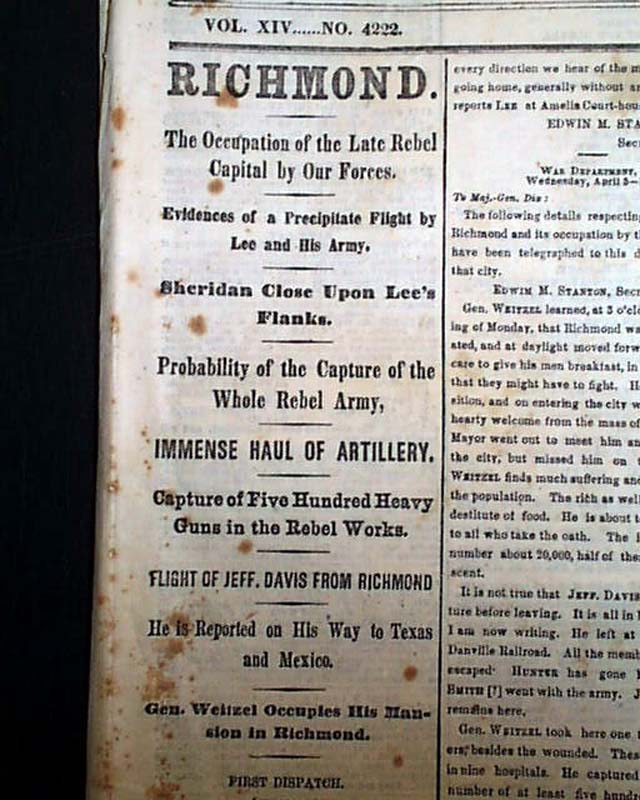 VOL. XIV......NO. 4222.
RICHMOND.
The Occupation of the Late Rebel
Capital by Our Forces.
Evidences of a Precipitate Flight by
Lee and His Army.
Sheridan Close Upon Lee's
Flanks.
Probability of the Capture of the
Whole Rebel Army,
IMMENSE HAUL OF ARTILLERY.
Capture of Five Hundred Heavy
Guns in the Rebel Works.
FLIGHT OF JEFF. DAVIS FROM RICHMOND
He is Reported on His Way to Texas
and Mexico.
Gen. Weitzel Occupies His Man-
sion in Richmond.
FIRST DISPATCH.
every direction we hear of the
going home, generally without
reports LEE at Amelia Court-hou
EDWIN M. STA
Sec
WAR DEPARTMENT,
Wednesday, April 5—
To Maj.-Gen. Dix:
The following details respecting
Richmond and its occupation by
have been telegraphed to this d
that city.
EDWIM M. STANTON, Secr
Gen. WEITZEL learned, at 3 o'cl
ing of Monday, that Richmond wa
ated, and at daylight moved forw
care to give his men breakfast, in
that they might have to fight. H
sition, and on entering the city w
hearty welcome from the mass of
Mayor went out to meet him an
the city, but missed him on
WEITZEL finds much suffering and
the population. The rich as well
destitute of food. He is about t
to all who take the oath. The i
number about 20,000, half of the
scent.
It is not true that JEFF. DAVIS
ture before leaving. It is all in
I am now writing. He left at
Danville Railroad. All the memb
escaped. HUNTER has gone
SMITH [?] went with the army. J
remains here.
Gen. WEITZEL took here one
ers, besides the wounded. Thes
in nine hospitals. He captured
number of at least five hund